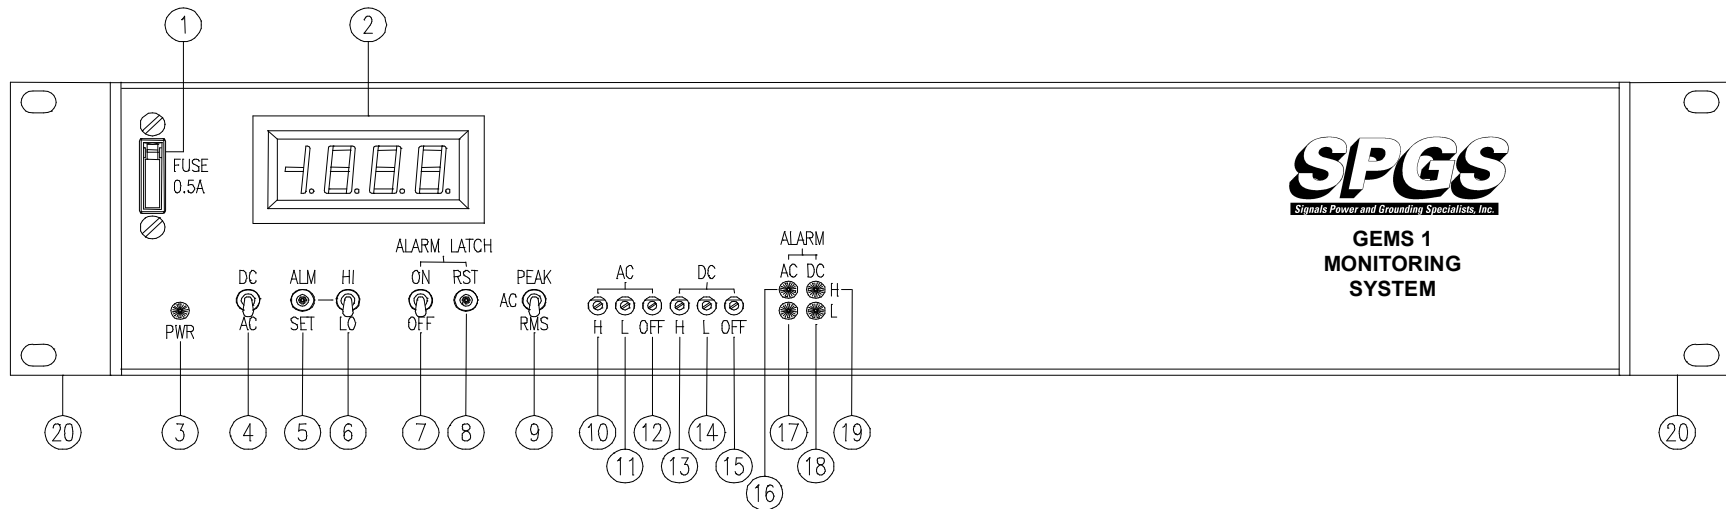 1 2
FUSE
0.5A
-1.8.8.8
SPGS
Signals Power and Grounding Specialists, Inc.
GEMS 1
MONITORING
SYSTEM
ALARM LATCH
ALARM
DC ALM HI ON RST PEAK AC DC AC DC
AC H
PWR AC SET LO OFF RMS H L OFF H L OFF L
20 3 4 5 6 7 8 9 10 12 14 17 19 20
11 13 15 18
16